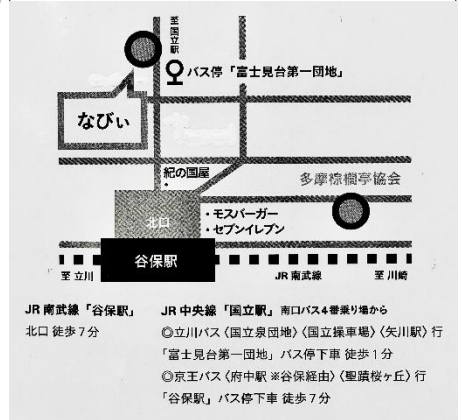 至国立駅
バス停「富士見台第一団地」
なびぃ
紀の国屋
多摩棕櫚亭協会
北口
・モスバーガー
・セブンイレブン
谷保駅
至 立川
JR 南武線
至 川崎
JR 南武線「谷保駅」
北口 徒歩7分
JR 中央線「国立駅」 南口バス4番乗り場から
◎立川バス〈国立泉団地〉〈国立操車場〉〈矢川駅〉行
「富士見台第一団地」バス停下車 徒歩1分
◎京王バス〈府中駅 ※谷保経由〉〈聖蹟桜ヶ丘〉行
「谷保駅」バス停下車 徒歩7分